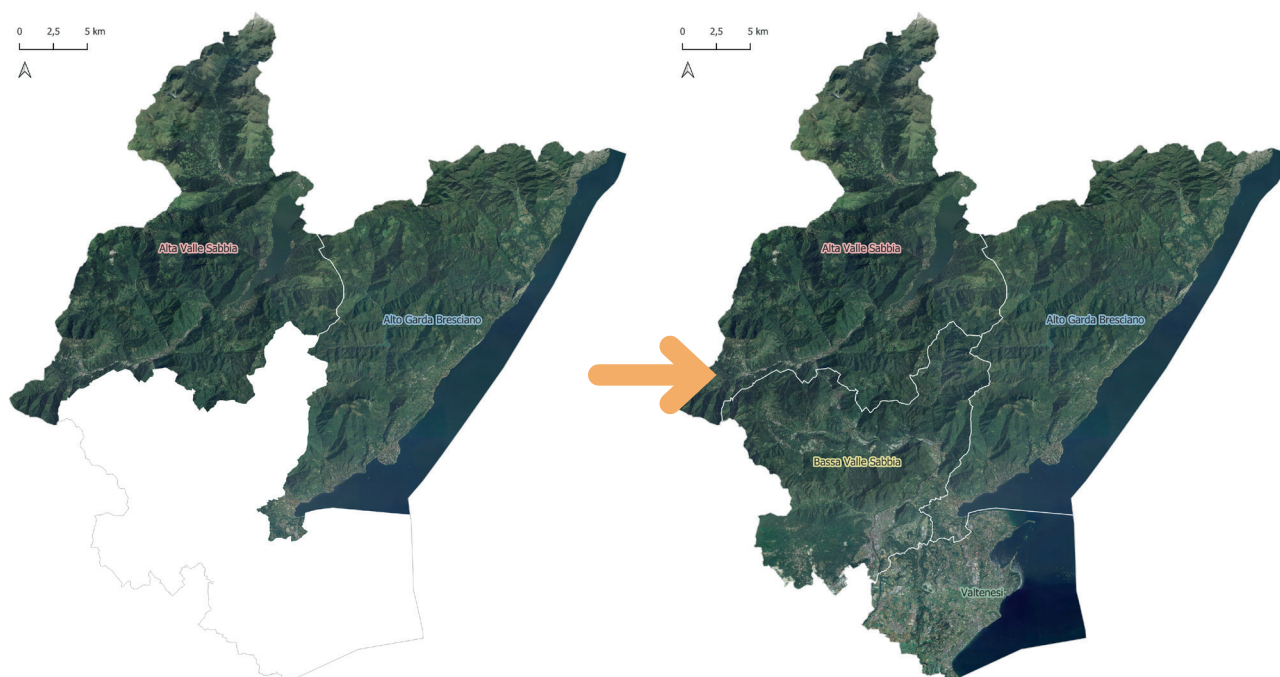 0 2,5 5 km
Alta Valle Sabbia
Alto Garda Bresciano
0 2,5 5 km
Alta Valle Sabbia
Alto Garda Bresciano
Bassa Valle Sabbia
Valtenesi